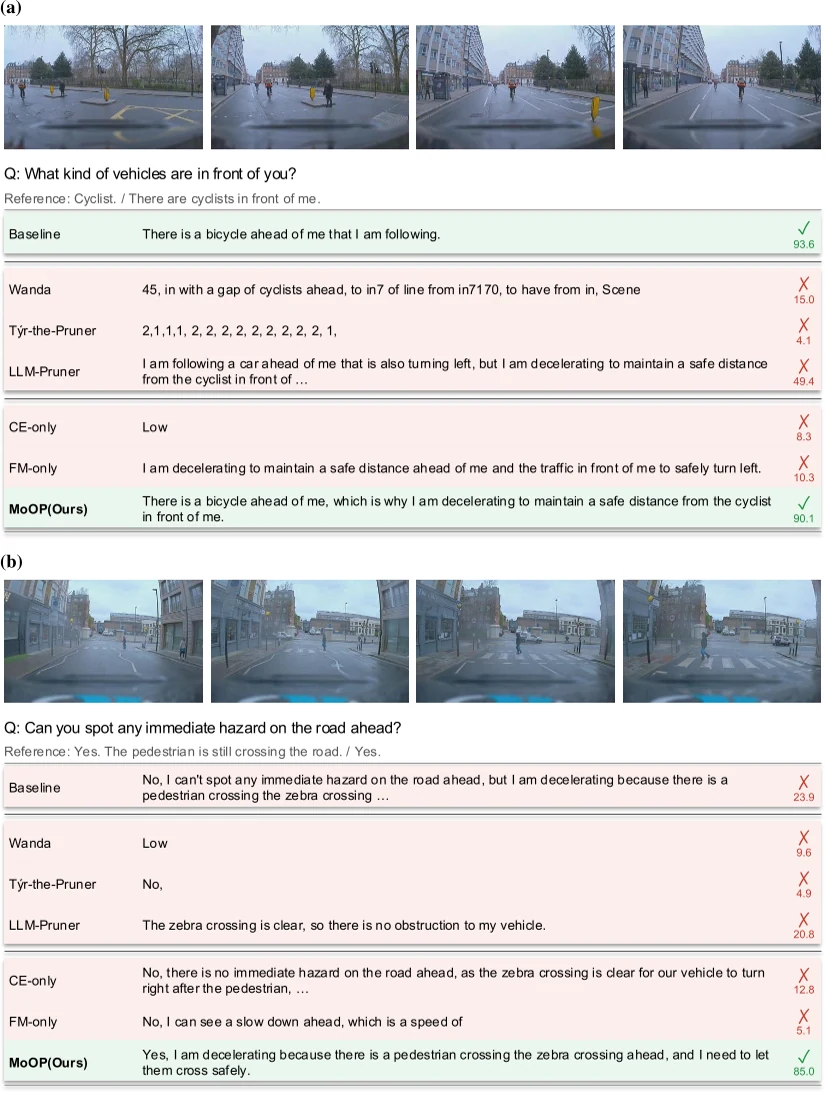 (a)
Q: What kind of vehicles are in front of you?
Reference: Cyclist. / There are cyclists in front of me.
Baseline There is a bicycle ahead of me that I am following. ✓
93.6
Wanda 45, in with a gap of cyclists ahead, to in7 of line from in7170, to have from in, Scene ✗
15.0
Týr-the-Pruner 2,1,1,1, 2, 2, 2, 2, 2, 2, 2, 2, 2, 1, ✗
4.1
LLM-Pruner I am following a car ahead of me that is also turning left, but I am decelerating to maintain a safe distance ✗
from the cyclist in front of … 49.4
CE-only Low ✗
8.3
FM-only I am decelerating to maintain a safe distance ahead of me and the traffic in front of me to safely turn left. ✗
10.3
MoOP(Ours) There is a bicycle ahead of me, which is why I am decelerating to maintain a safe distance from the cyclist ✓
in front of me. 90.1
(b)
Q: Can you spot any immediate hazard on the road ahead?
Reference: Yes. The pedestrian is still crossing the road. / Yes.
Baseline No, I can't spot any immediate hazard on the road ahead, but I am decelerating because there is a ✗
pedestrian crossing the zebra crossing … 23.9
Wanda Low ✗
9.6
Týr-the-Pruner No, ✗
4.9
LLM-Pruner The zebra crossing is clear, so there is no obstruction to my vehicle. ✗
20.8
CE-only No, there is no immediate hazard on the road ahead, as the zebra crossing is clear for our vehicle to turn ✗
right after the pedestrian, … 12.8
FM-only No, I can see a slow down ahead, which is a speed of ✗
5.1
MoOP(Ours) Yes, I am decelerating because there is a pedestrian crossing the zebra crossing ahead, and I need to let ✓
them cross safely. 85.0